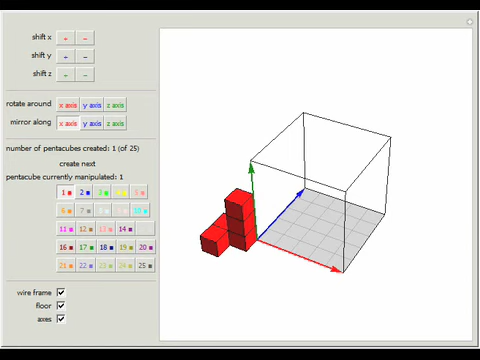 shift x + -
shift y + -
shift z + -
rotate around x axis y axis z axis
mirror along x axis y axis z axis
number of pentacubes created: 1 (of 25)
create next
pentacube currently manipulated: 1
1 2 3 4 5
6 7 8 9 10
11 12 13 14
16 17 18 19 20
21 22 23 24 25
wire frame
floor
axes